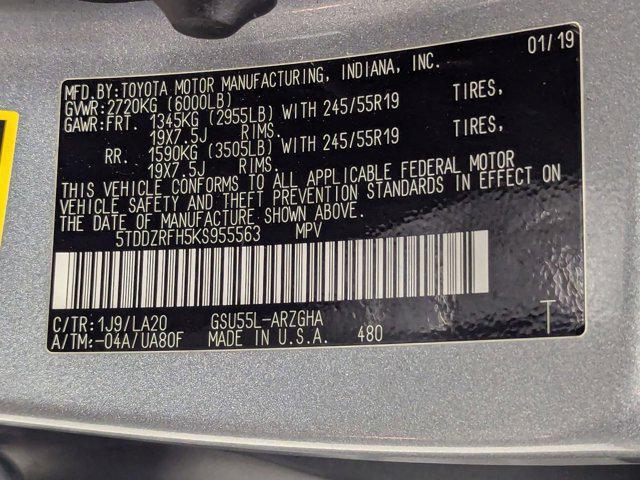 01/19
MFD.BY:TOYOTA MOTOR MANUFACTURING, INDIANA, INC.
GVWR:2720KG (6000LB)
GAWR:FRT. 1345KG (2955LB) WITH 245/55R19 TIRES,
19X7.5J RIMS.
RR. 1590KG (3505LB) WITH 245/55R19 TIRES,
19X7.5J RIMS.
THIS VEHICLE CONFORMS TO ALL APPLICABLE FEDERAL MOTOR
VEHICLE SAFETY AND THEFT PREVENTION STANDARDS IN EFFECT ON
THE DATE OF MANUFACTURE SHOWN ABOVE.
5TDDZRFH5KS955563 MPV
C/TR:1J9/LA20 GSU55L-ARZGHA T
A/TM:-04A/UA80F MADE IN U.S.A. 480